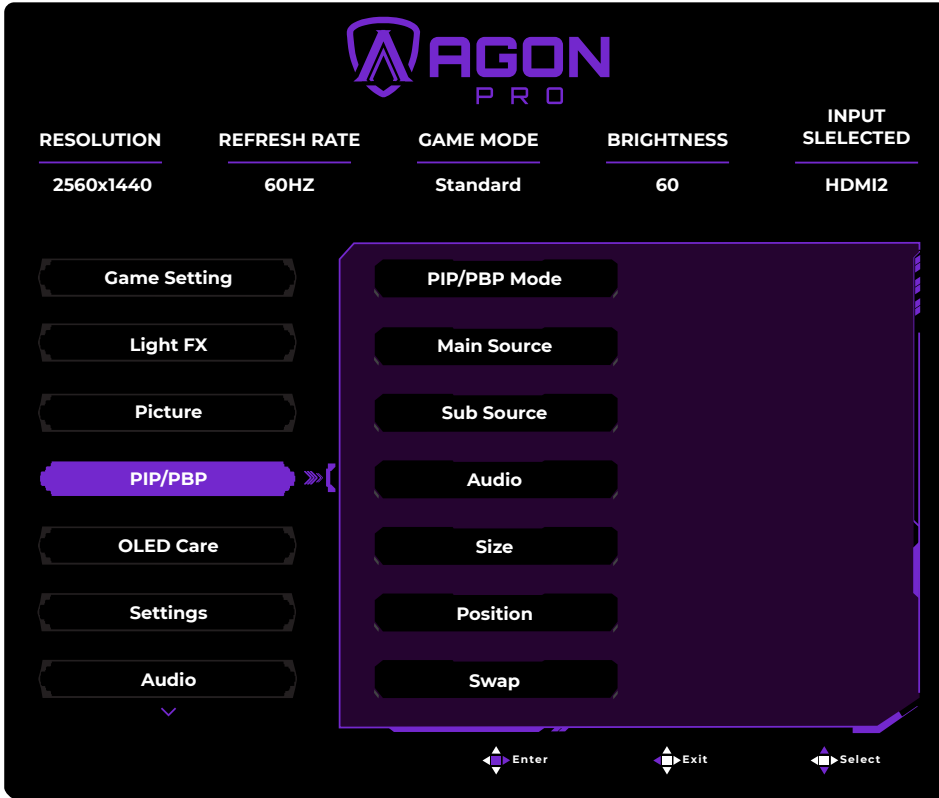 AGON
PRO
RESOLUTION
REFRESH RATE
GAME MODE
BRIGHTNESS
INPUT
SLELECTED
2560x1440
60HZ
Standard
60
HDMI2
Game Setting
Light FX
Picture
PIP/PBP
OLED Care
Settings
Audio
PIP/PBP Mode
Main Source
Sub Source
Audio
Size
Position
Swap
Enter
Exit
Select